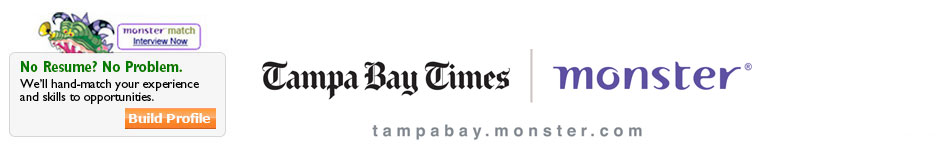 monster match
Interview Now
No Resume? No Problem.
We'll hand-match your experience
and skills to opportunities.
Build Profile
Tampa Bay Times
monster®
tampabay.monster.com